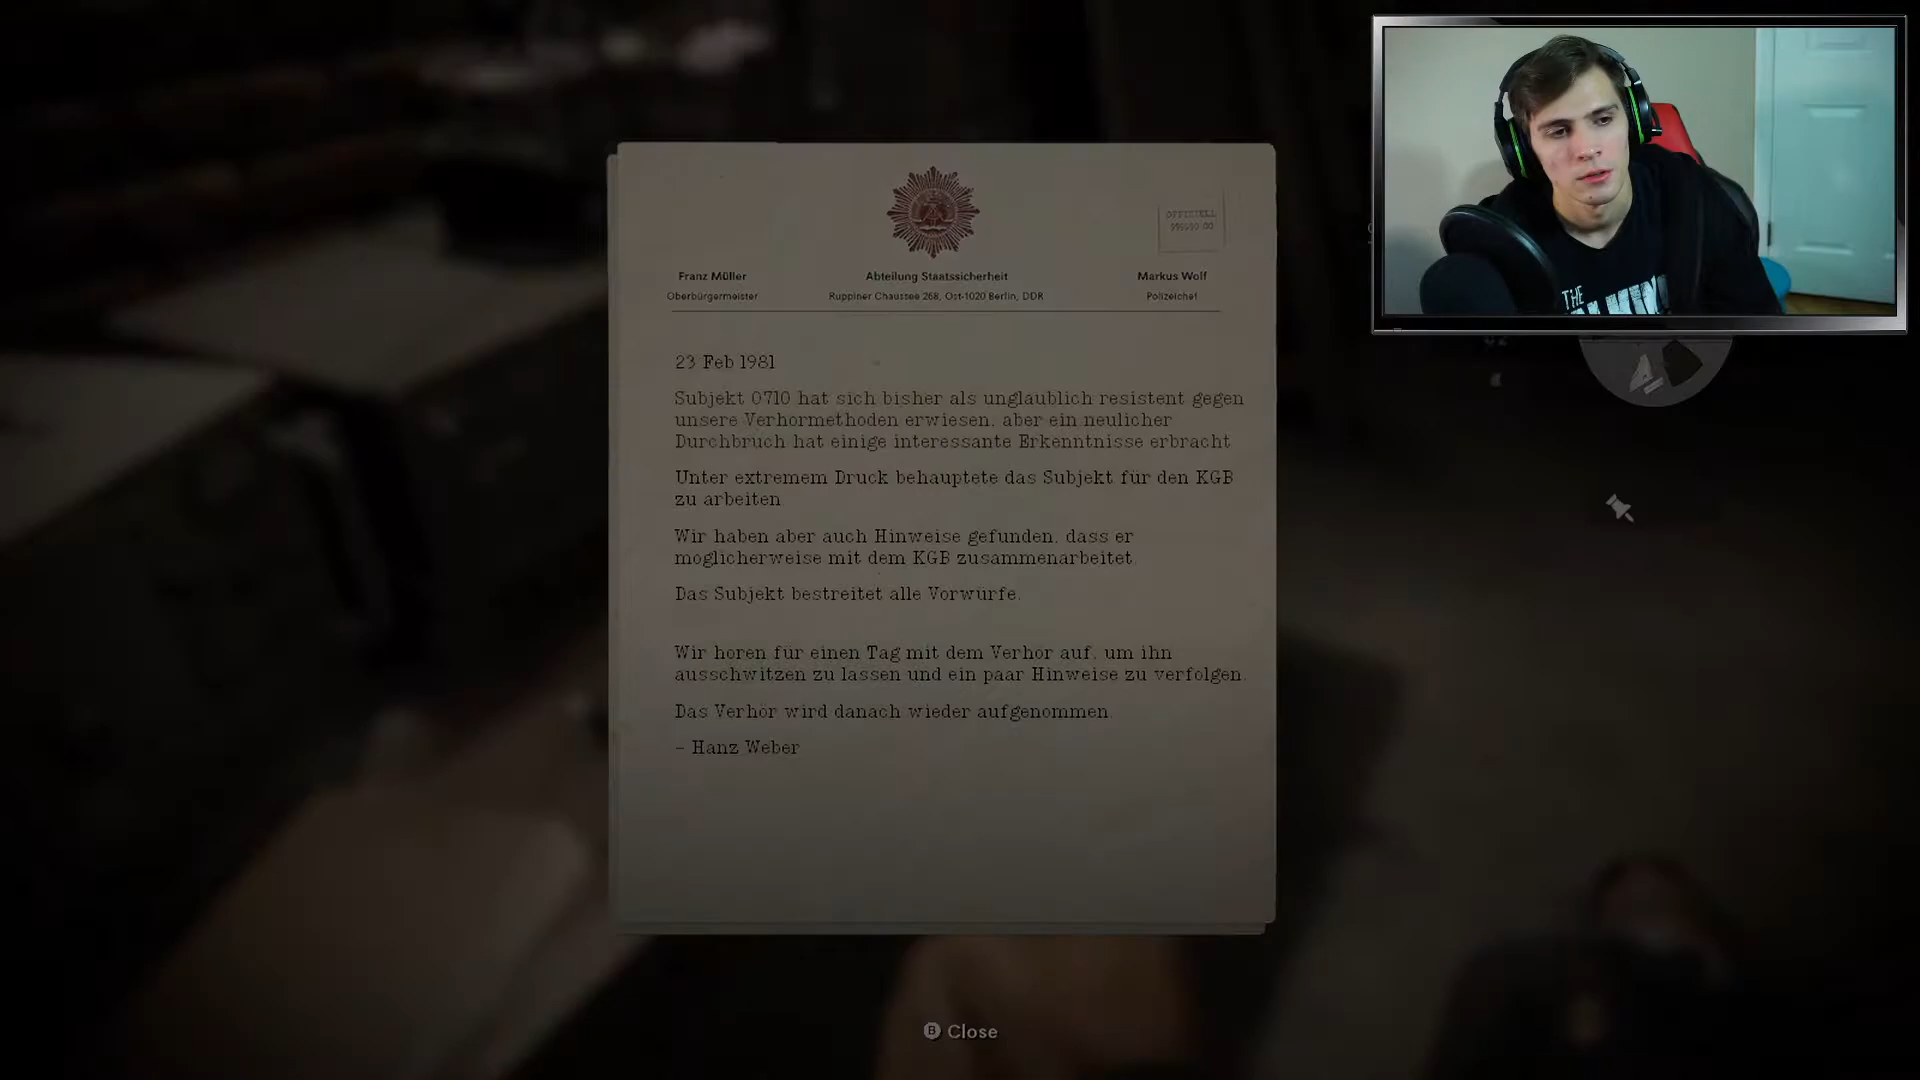 OFFIZIELL
Franz Müller
Abteilung Staatssicherheit
Markus Wolf
Oberbürgermeister
Ruppiner Chaussee 268, Ost-1020 Berlin, DDR
Polizeichef
23 Feb 1981
Subjekt 0710 hat sich bisher als unglaublich resistent gegen
unsere Verhormethoden erwiesen, aber ein neulicher
Durchbruch hat einige interessante Erkenntnisse erbracht
Unter extremem Druck behauptete das Subjekt für den KGB
zu arbeiten
Wir haben aber auch Hinweise gefunden, dass er
moglicherweise mit dem KGB zusammenarbeitet.
Das Subjekt bestreitet alle Vorwürfe.
Wir horen für einen Tag mit dem Verhör auf, um ihn
ausschwitzen zu lassen und ein paar Hinweise zu verfolgen.
Das Verhör wird danach wieder aufgenommen.
- Hanz Weber
B Close
THE